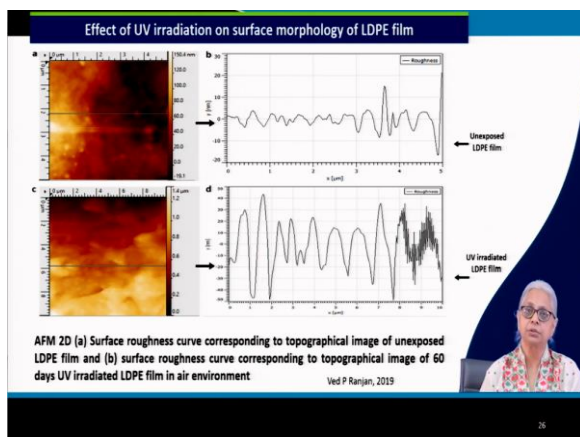 Effect of UV irradiation on surface morphology of LDPE film
a
b
Roughness
Unexposed
LDPE film
x [µm]
c
d
Roughness
UV irradiated
LDPE film
x [µm]
AFM 2D (a) Surface roughness curve corresponding to topographical image of unexposed
LDPE film and (b) surface roughness curve corresponding to topographical image of 60
days UV irradiated LDPE film in air environment
Ved P Ranjan, 2019
26